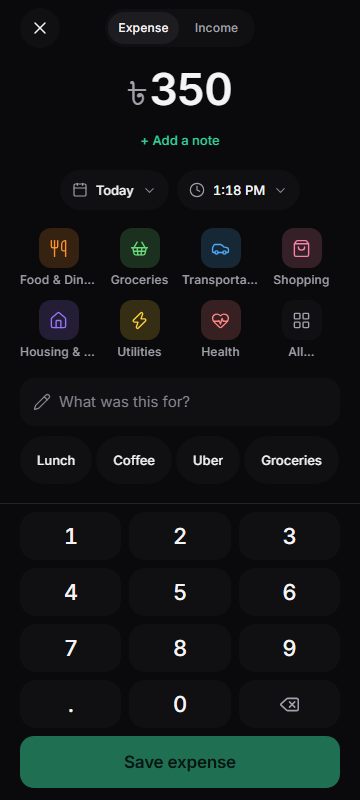 Expense Income
৳350
+ Add a note
Today 1:18 PM
Food & Din... Groceries Transporta... Shopping
Housing & ... Utilities Health All...
What was this for?
Lunch Coffee Uber Groceries
1 2 3
4 5 6
7 8 9
. 0
Save expense